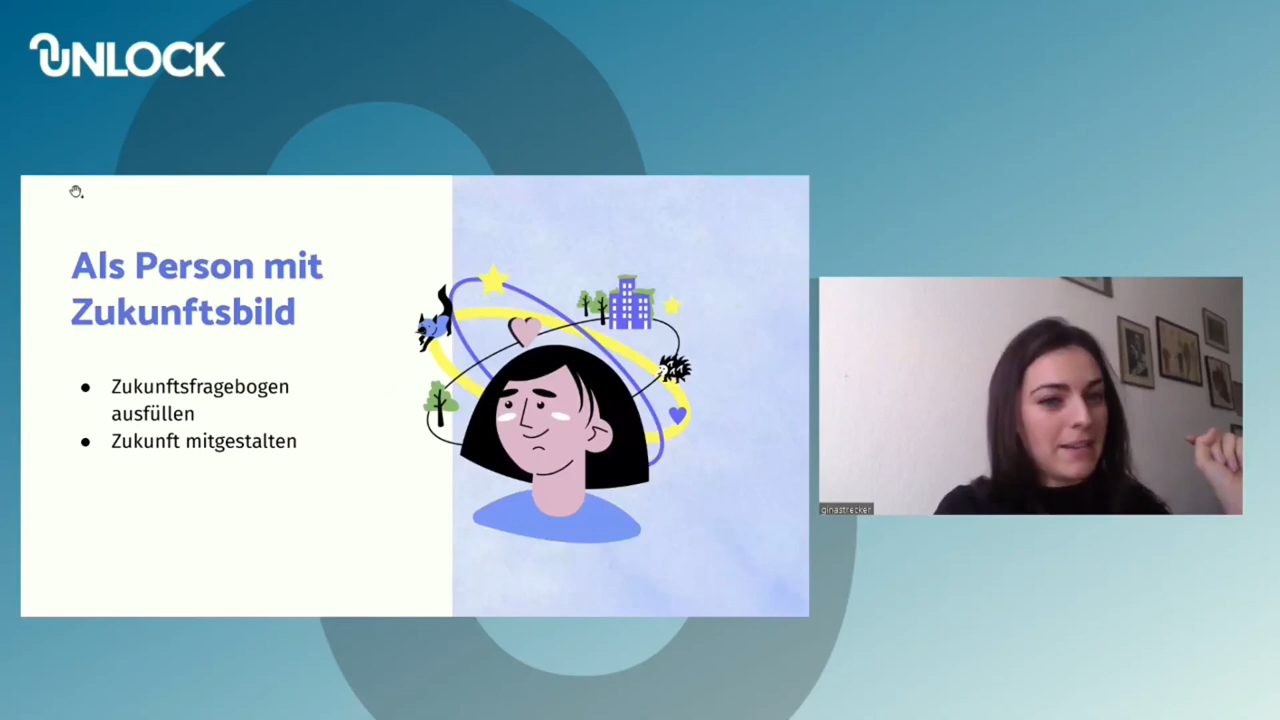 UNLOCK
Als Person mit
Zukunftsbild
● Zukunftsfragebogen
ausfüllen
● Zukunft mitgestalten
ginastrecker